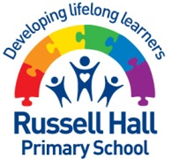 Developing lifelong learners
Russell Hall
Primary School